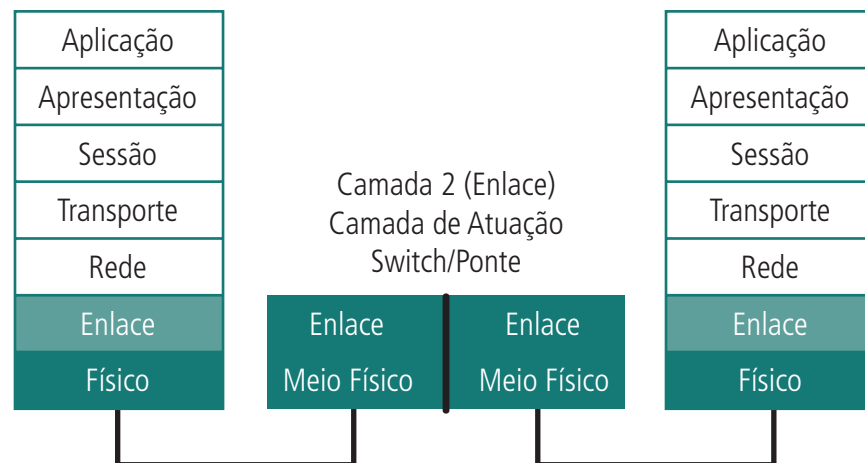 Aplicação
Apresentação
Sessão
Transporte
Rede
Enlace
Físico
Camada 2 (Enlace)
Camada de Atuação
Switch/Ponte
Enlace
Meio Físico
Enlace
Meio Físico
Aplicação
Apresentação
Sessão
Transporte
Rede
Enlace
Físico